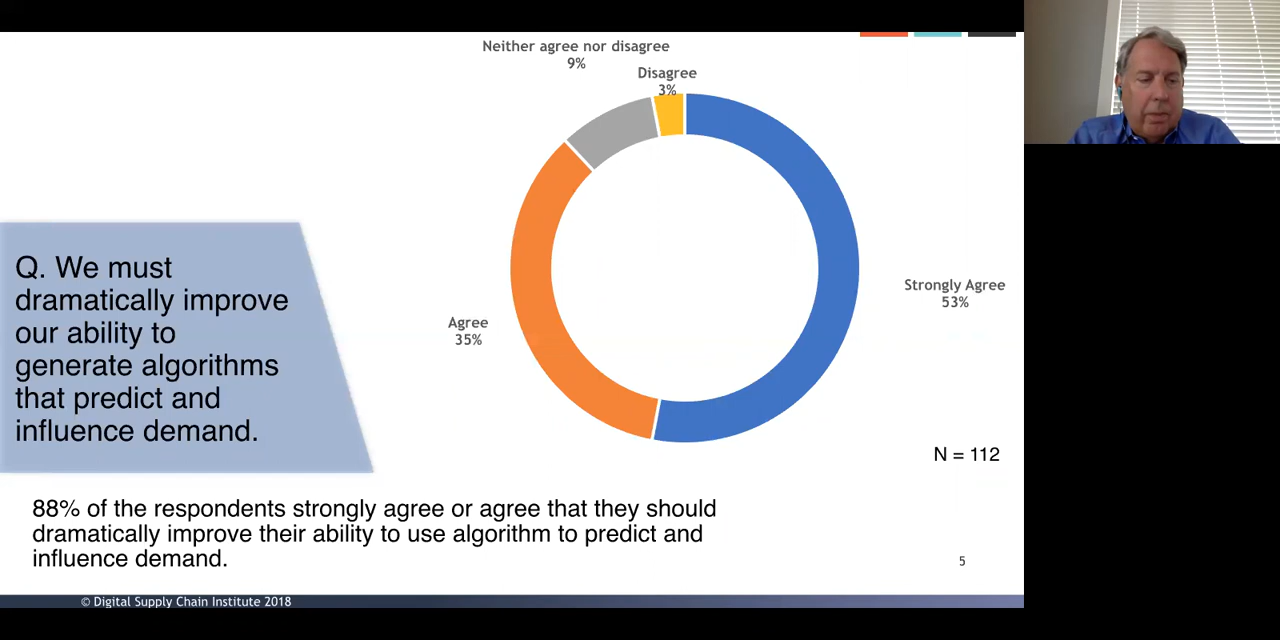 Neither agree nor disagree
9%
Disagree
3%
Strongly Agree
53%
Agree
35%
Q. We must
dramatically improve
our ability to
generate algorithms
that predict and
influence demand.
N = 112
88% of the respondents strongly agree or agree that they should
dramatically improve their ability to use algorithm to predict and
influence demand.
5
© Digital Supply Chain Institute 2018